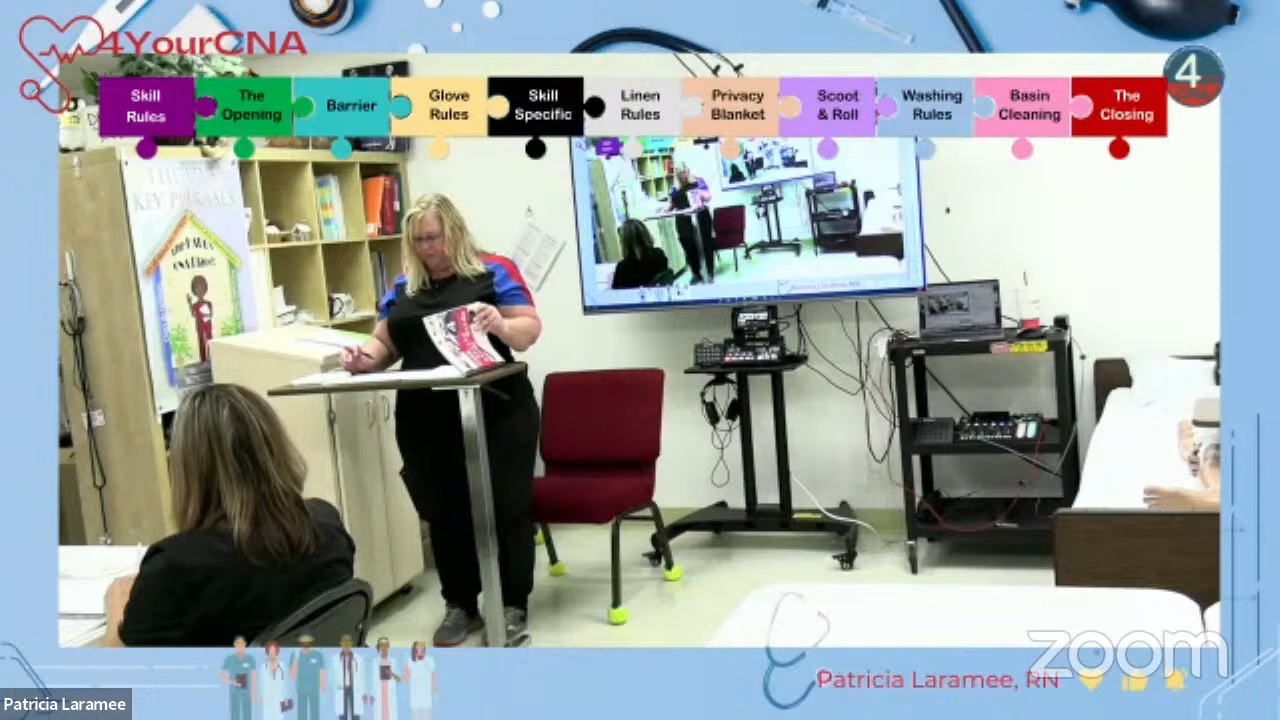 4YourCNA
Skill
Rules
The
Opening
Barrier
Glove
Rules
Skill
Specific
Linen
Rules
Privacy
Blanket
Scoot
& Roll
Washing
Rules
Basin
Cleaning
The
Closing
4
KEY PHRASES
zoom
Patricia Laramee, RN
Patricia Laramee